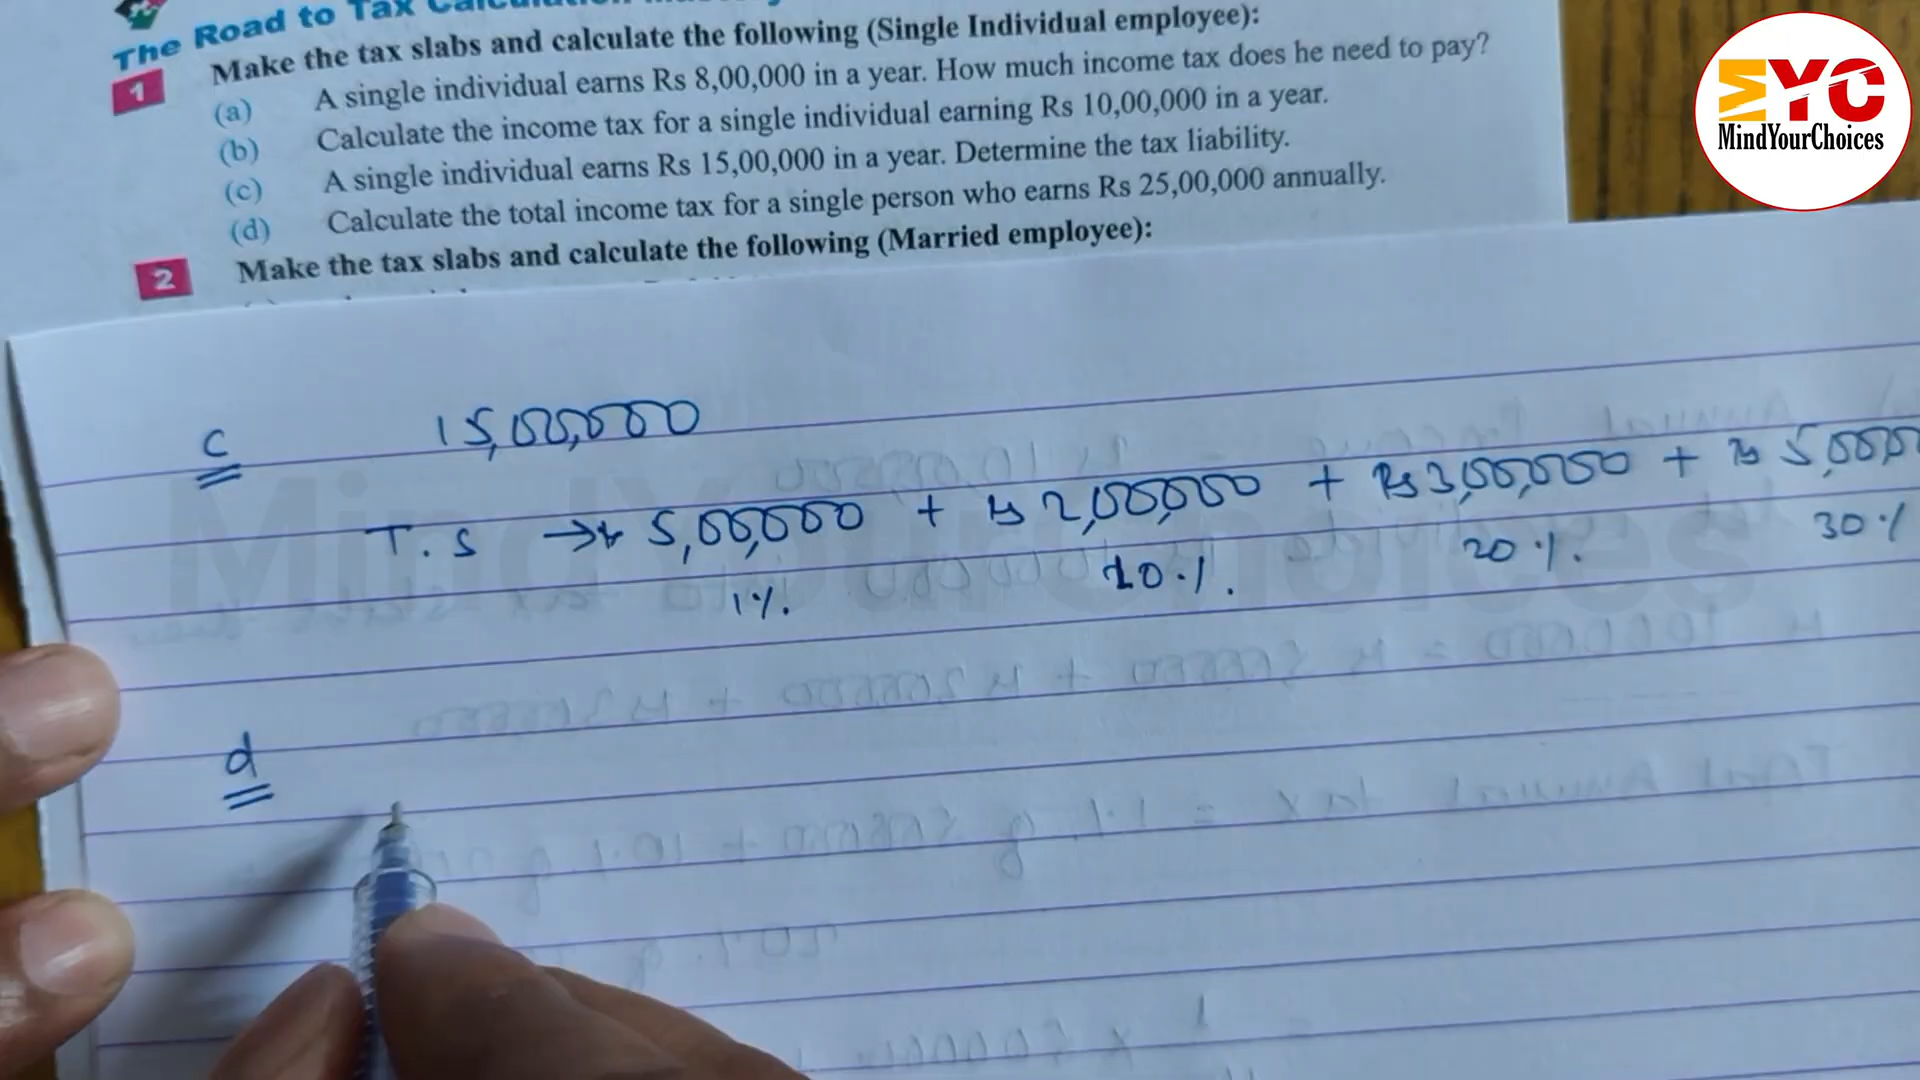 The Road to Tax
1 Make the tax slabs and calculate the following (Single Individual employee):
(a) A single individual earns Rs 8,00,000 in a year. How much income tax does he need to pay?
(b) Calculate the income tax for a single individual earning Rs 10,00,000 in a year.
(c) A single individual earns Rs 15,00,000 in a year. Determine the tax liability.
(d) Calculate the total income tax for a single person who earns Rs 25,00,000 annually.
2 Make the tax slabs and calculate the following (Married employee):
MYC
MindYourChoices
c 15,00,000
T.S → Rs 5,00,000 + Rs 2,00,000 + Rs 3,00,000 + Rs 5,00,00
1%. 10%. 20%. 30%
d
MindYourChoices